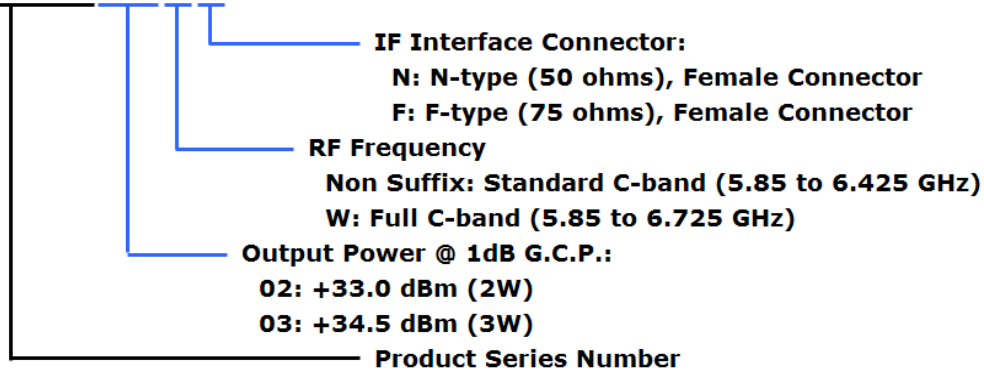 IF Interface Connector:
N: N-type (50 ohms), Female Connector
F: F-type (75 ohms), Female Connector
RF Frequency
Non Suffix: Standard C-band (5.85 to 6.425 GHz)
W: Full C-band (5.85 to 6.725 GHz)
Output Power @ 1dB G.C.P.:
02: +33.0 dBm (2W)
03: +34.5 dBm (3W)
Product Series Number